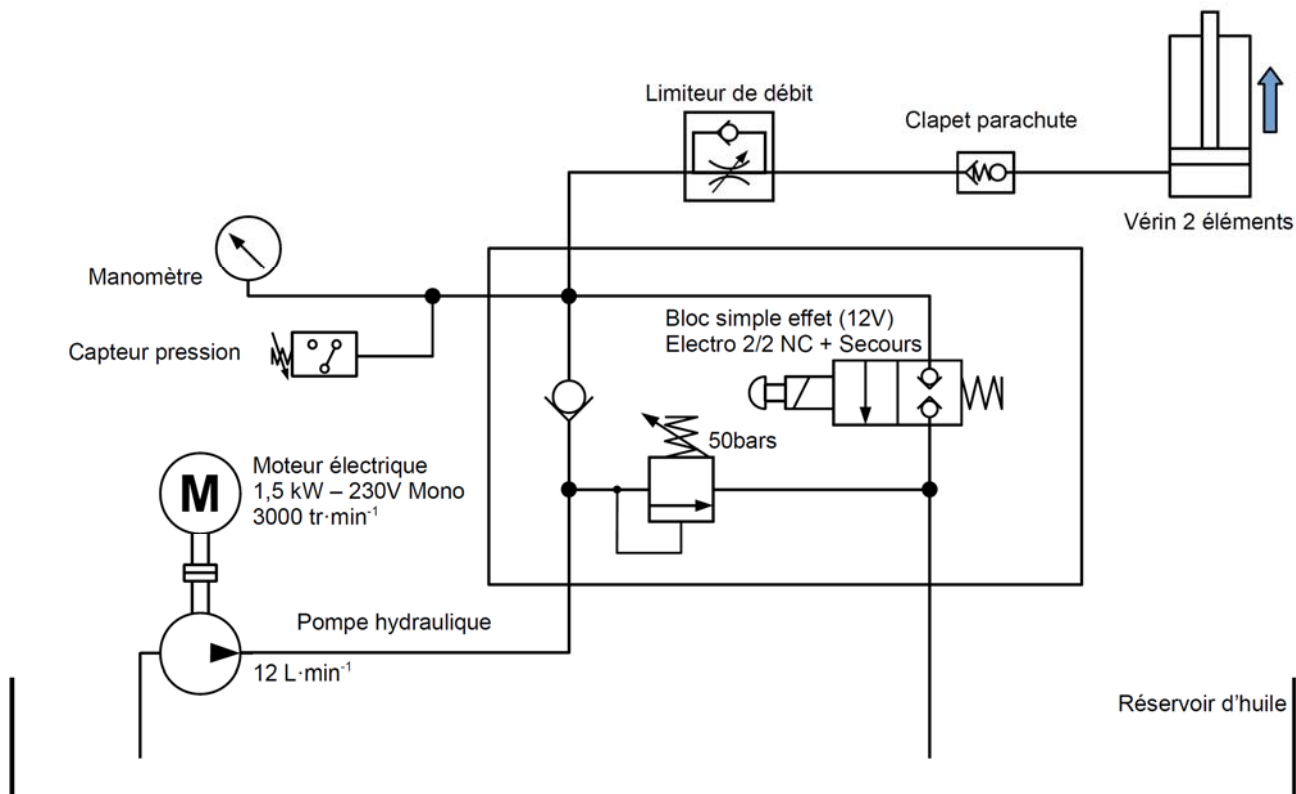 Limiteur de débit
Clapet parachute
Vérin 2 éléments
Manomètre
Capteur pression
Bloc simple effet (12V)
Electro 2/2 NC + Secours
50bars
Moteur électrique
1,5 kW – 230V Mono
3000 tr·min⁻¹
M
Pompe hydraulique
12 L·min⁻¹
Réservoir d’huile